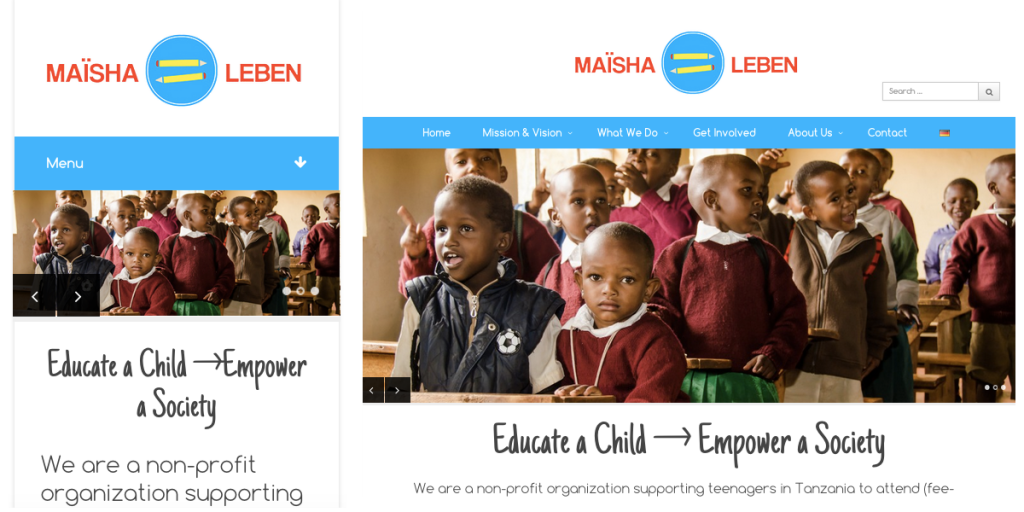 MAÏSHA LEBEN
Menu
Educate a Child → Empower
a Society
We are a non-profit
organization supporting
MAÏSHA LEBEN
Search ...
Home Mission & Vision What We Do Get Involved About Us Contact
Educate a Child → Empower a Society
We are a non-profit organization supporting teenagers in Tanzania to attend (fee-